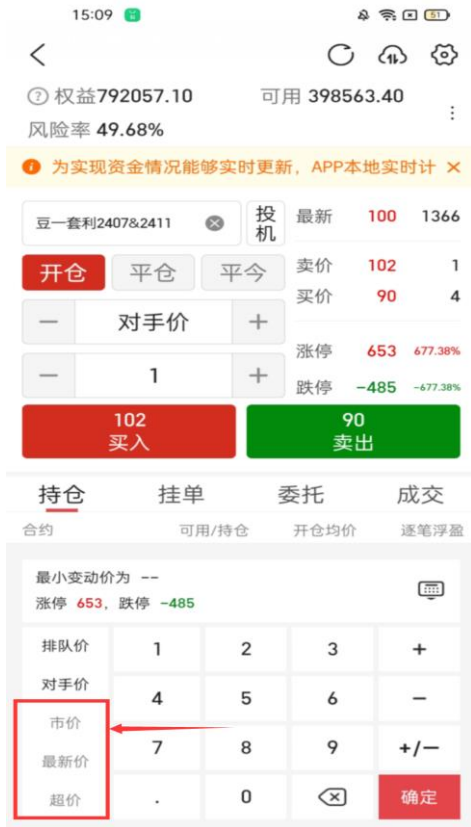 15:09 51
? 权益792057.10 可用 398563.40
风险率 49.68%
为实现资金情况能够实时更新，APP本地实时计 ×
豆一套利2407&2411 投机 最新 100 1366
开仓 平仓 平今 卖价 102 1
买价 90 4
— 对手价 +
涨停 653 677.38%
— 1 + 跌停 -485 -677.38%
102 90
买入 卖出
持仓 挂单 委托 成交
合约 可用/持仓 开仓均价 逐笔浮盈
最小变动价为 --
涨停 653，跌停 -485
排队价 1 2 3 +
对手价 4 5 6 —
市价
最新价 7 8 9 +/—
超价 . 0 确定